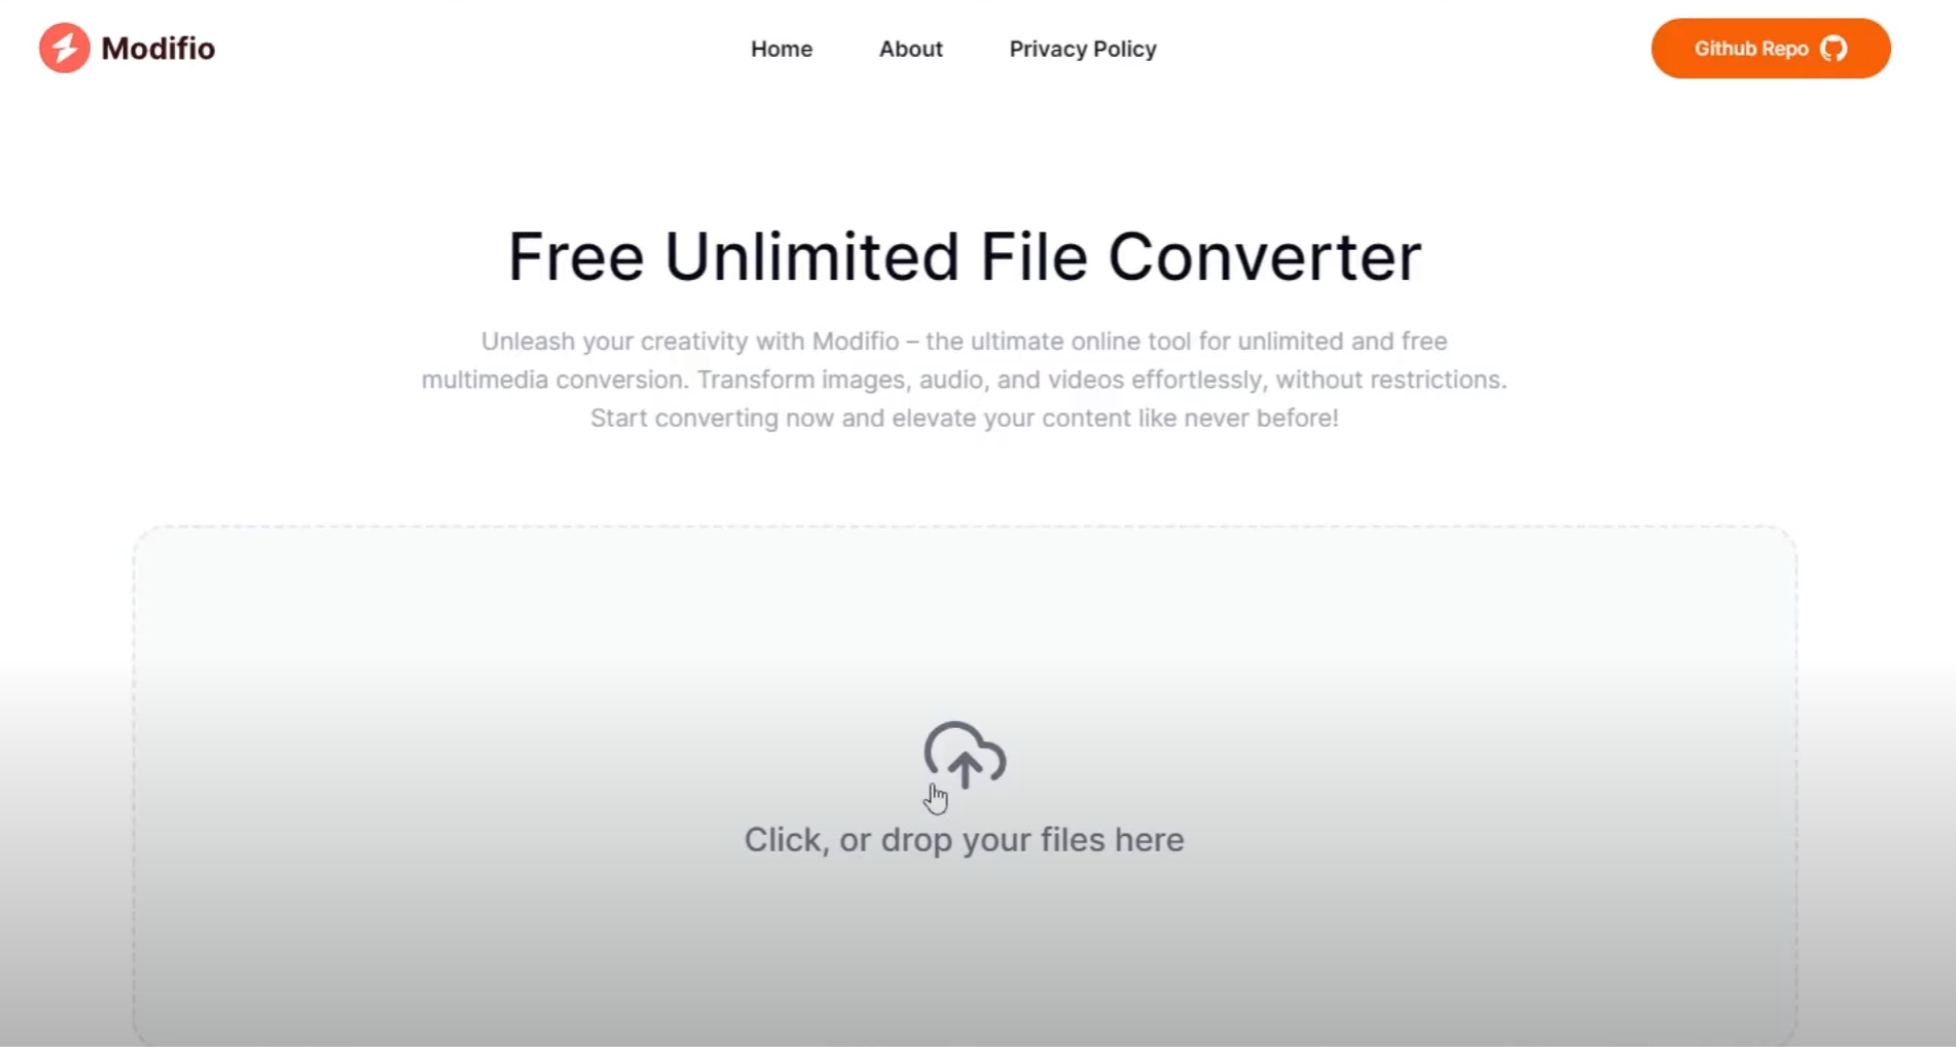 Modifio
Home
About
Privacy Policy
Github Repo
Free Unlimited File Converter
Unleash your creativity with Modifio – the ultimate online tool for unlimited and free
multimedia conversion. Transform images, audio, and videos effortlessly, without restrictions.
Start converting now and elevate your content like never before!
Click, or drop your files here